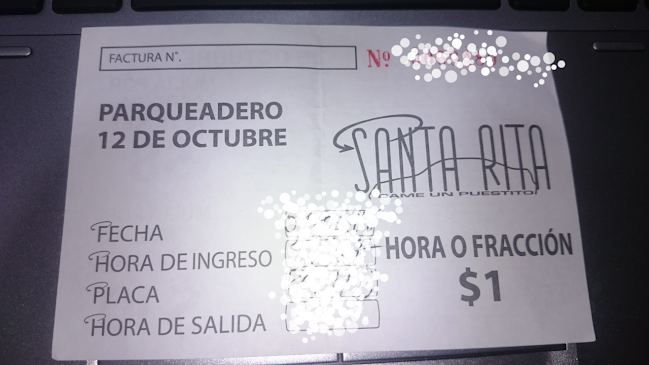 FACTURA N°.
Nº
PARQUEADERO
12 DE OCTUBRE
SANTA RITA
¡DAME UN PUESTITO!
FECHA
HORA DE INGRESO
PLACA
HORA DE SALIDA
HORA O FRACCIÓN
$1